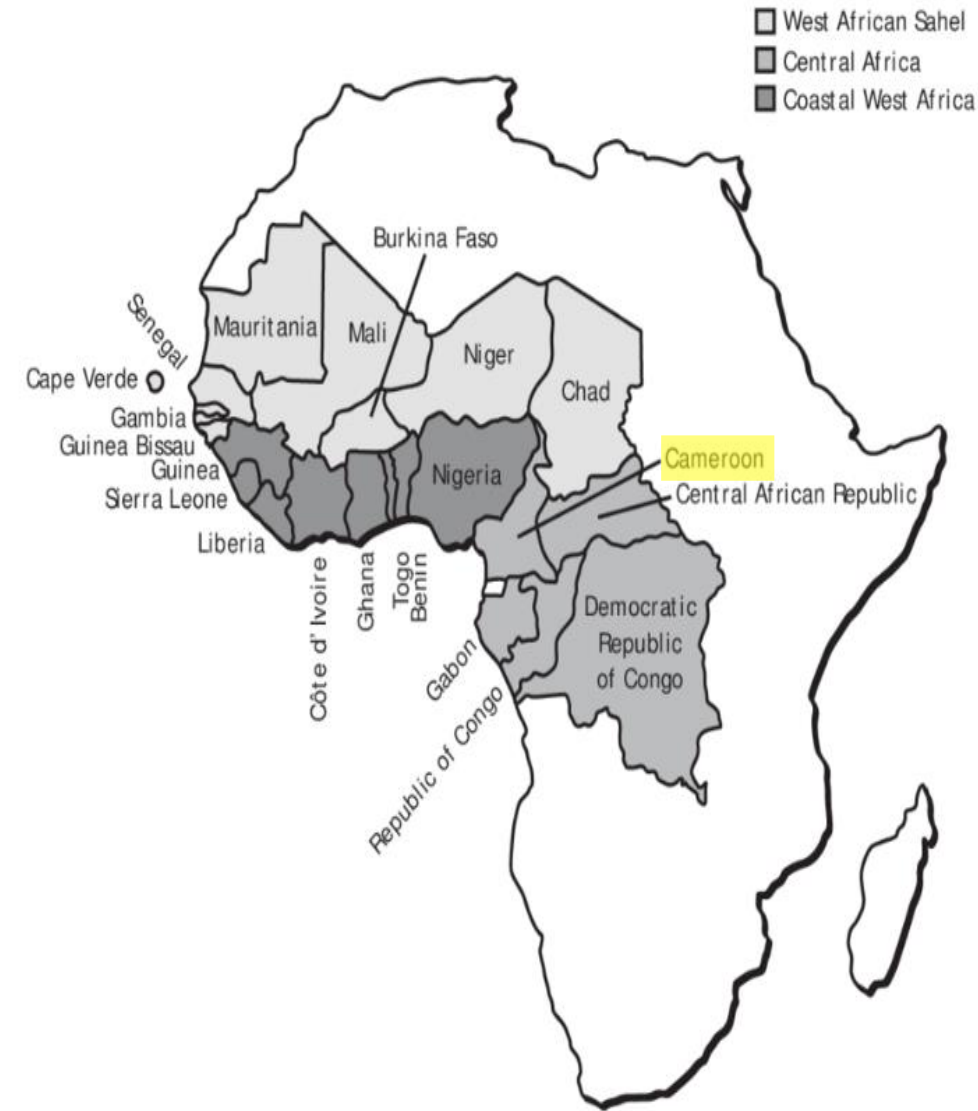 West African Sahel
Central Africa
Coastal West Africa
Burkina Faso
Senegal
Mauritania
Mali
Niger
Chad
Cape Verde
Gambia
Guinea Bissau
Guinea
Sierra Leone
Liberia
Nigeria
Cameroon
Central African Republic
Côte d' Ivoire
Ghana
Togo
Benin
Gabon
Republic of Congo
Democratic
Republic
of Congo